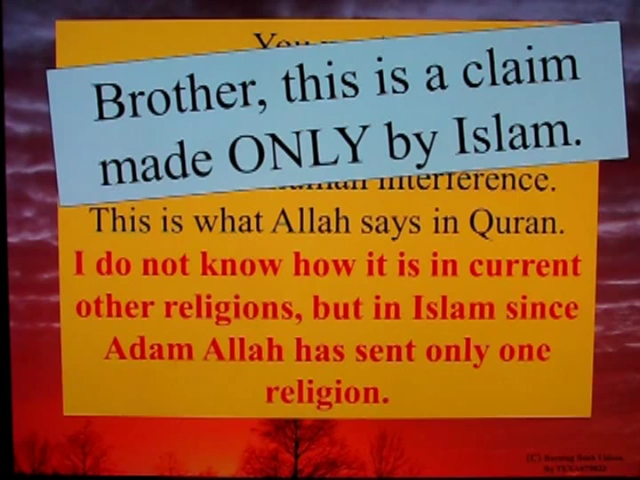 Brother, this is a claim
made ONLY by Islam.
interference.
This is what Allah says in Quran.
I do not know how it is in current
other religions, but in Islam since
Adam Allah has sent only one
religion.